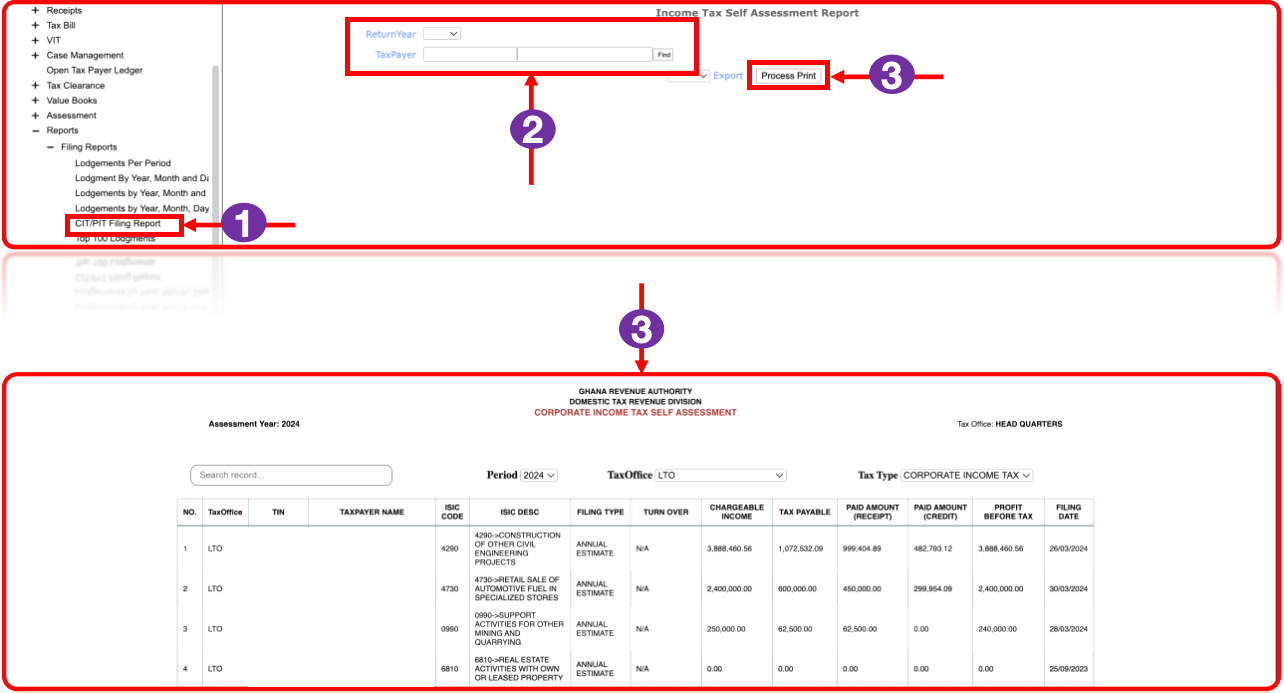 + Receipts
+ Tax Bill
+ VIT
+ Case Management
Open Tax Payer Ledger
+ Tax Clearance
+ Value Books
+ Assessment
− Reports
− Filing Reports
Lodgements Per Period
Lodgment By Year, Month and Da
Lodgements by Year, Month and
Lodgements by Year, Month, Day
CIT/PIT Filing Report
Top 100 Lodgments
1
Income Tax Self Assessment Report
ReturnYear
TaxPayer Find
Export Process Print
3
2
3
GHANA REVENUE AUTHORITY
DOMESTIC TAX REVENUE DIVISION
CORPORATE INCOME TAX SELF ASSESSMENT
Assessment Year: 2024 Tax Office: HEAD QUARTERS
Search record... Period 2024 TaxOffice LTO Tax Type CORPORATE INCOME TAX
NO. TaxOffice TIN TAXPAYER NAME ISIC CODE ISIC DESC FILING TYPE TURN OVER CHARGEABLE INCOME TAX PAYABLE PAID AMOUNT (RECEIPT) PAID AMOUNT (CREDIT) PROFIT BEFORE TAX FILING DATE
1 LTO 4290 4290->CONSTRUCTION OF OTHER CIVIL ENGINEERING PROJECTS ANNUAL ESTIMATE N/A 3,888,460.56 1,072,532.09 999,404.89 482,793.12 3,888,460.56 26/03/2024
2 LTO 4730 4730->RETAIL SALE OF AUTOMOTIVE FUEL IN SPECIALIZED STORES ANNUAL ESTIMATE N/A 2,400,000.00 600,000.00 450,000.00 299,954.09 2,400,000.00 30/03/2024
3 LTO 0990 0990->SUPPORT ACTIVITIES FOR OTHER MINING AND QUARRYING ANNUAL ESTIMATE N/A 250,000.00 62,500.00 62,500.00 0.00 240,000.00 28/03/2024
4 LTO 6810 6810->REAL ESTATE ACTIVITIES WITH OWN OR LEASED PROPERTY ANNUAL ESTIMATE N/A 0.00 0.00 0.00 0.00 0.00 25/09/2023